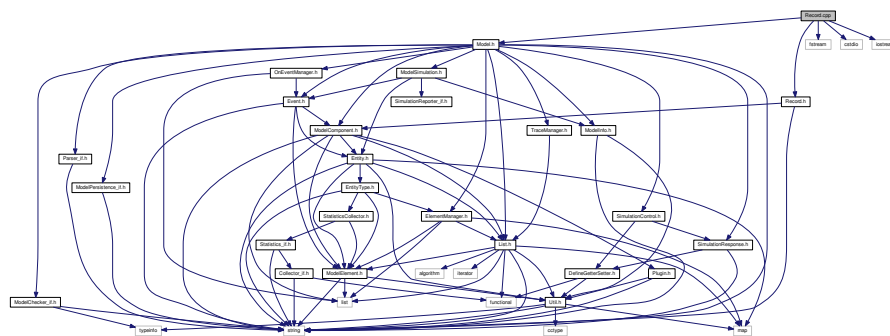 Record.cpp
Model.h
fstream
cstdio
iostream
OnEventManager.h
ModelSimulation.h
Event.h
SimulationReporter_if.h
Record.h
ModelComponent.h
TraceManager.h
ModelInfo.h
Parser_if.h
Entity.h
ModelPersistence_if.h
EntityType.h
StatisticsCollector.h
ElementManager.h
SimulationControl.h
Statistics_if.h
List.h
SimulationResponse.h
Collector_if.h
ModelElement.h
algorithm
iterator
DefineGetterSetter.h
Plugin.h
ModelChecker_if.h
list
functional
Util.h
typeinfo
string
cctype
map